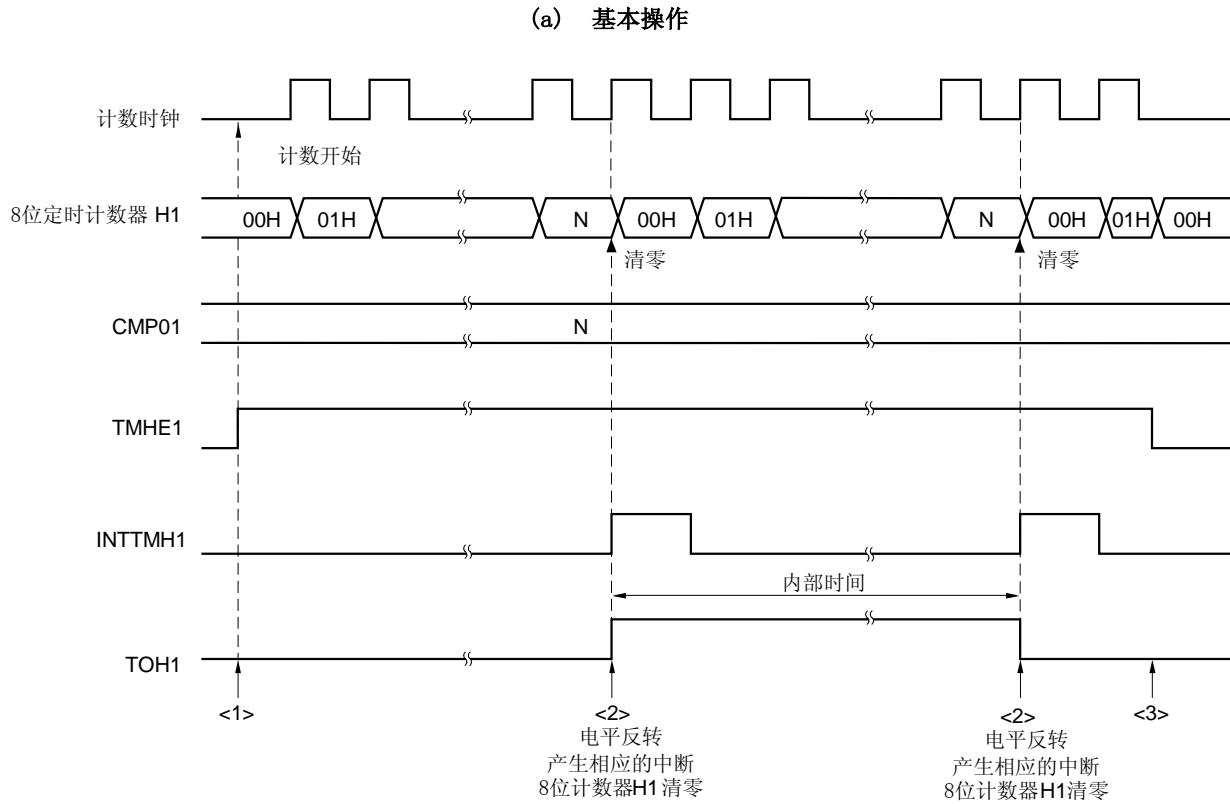 (a) 基本操作
计数时钟
计数开始
8位定时计数器 H1
00H 01H N 00H 01H N 00H 01H 00H
清零 清零
CMP01 N
TMHE1
INTTMH1
内部时间
TOH1
<1> <2> <2> <3>
电平反转 电平反转
产生相应的中断 产生相应的中断
8位计数器H1 清零 8位计数器H1 清零